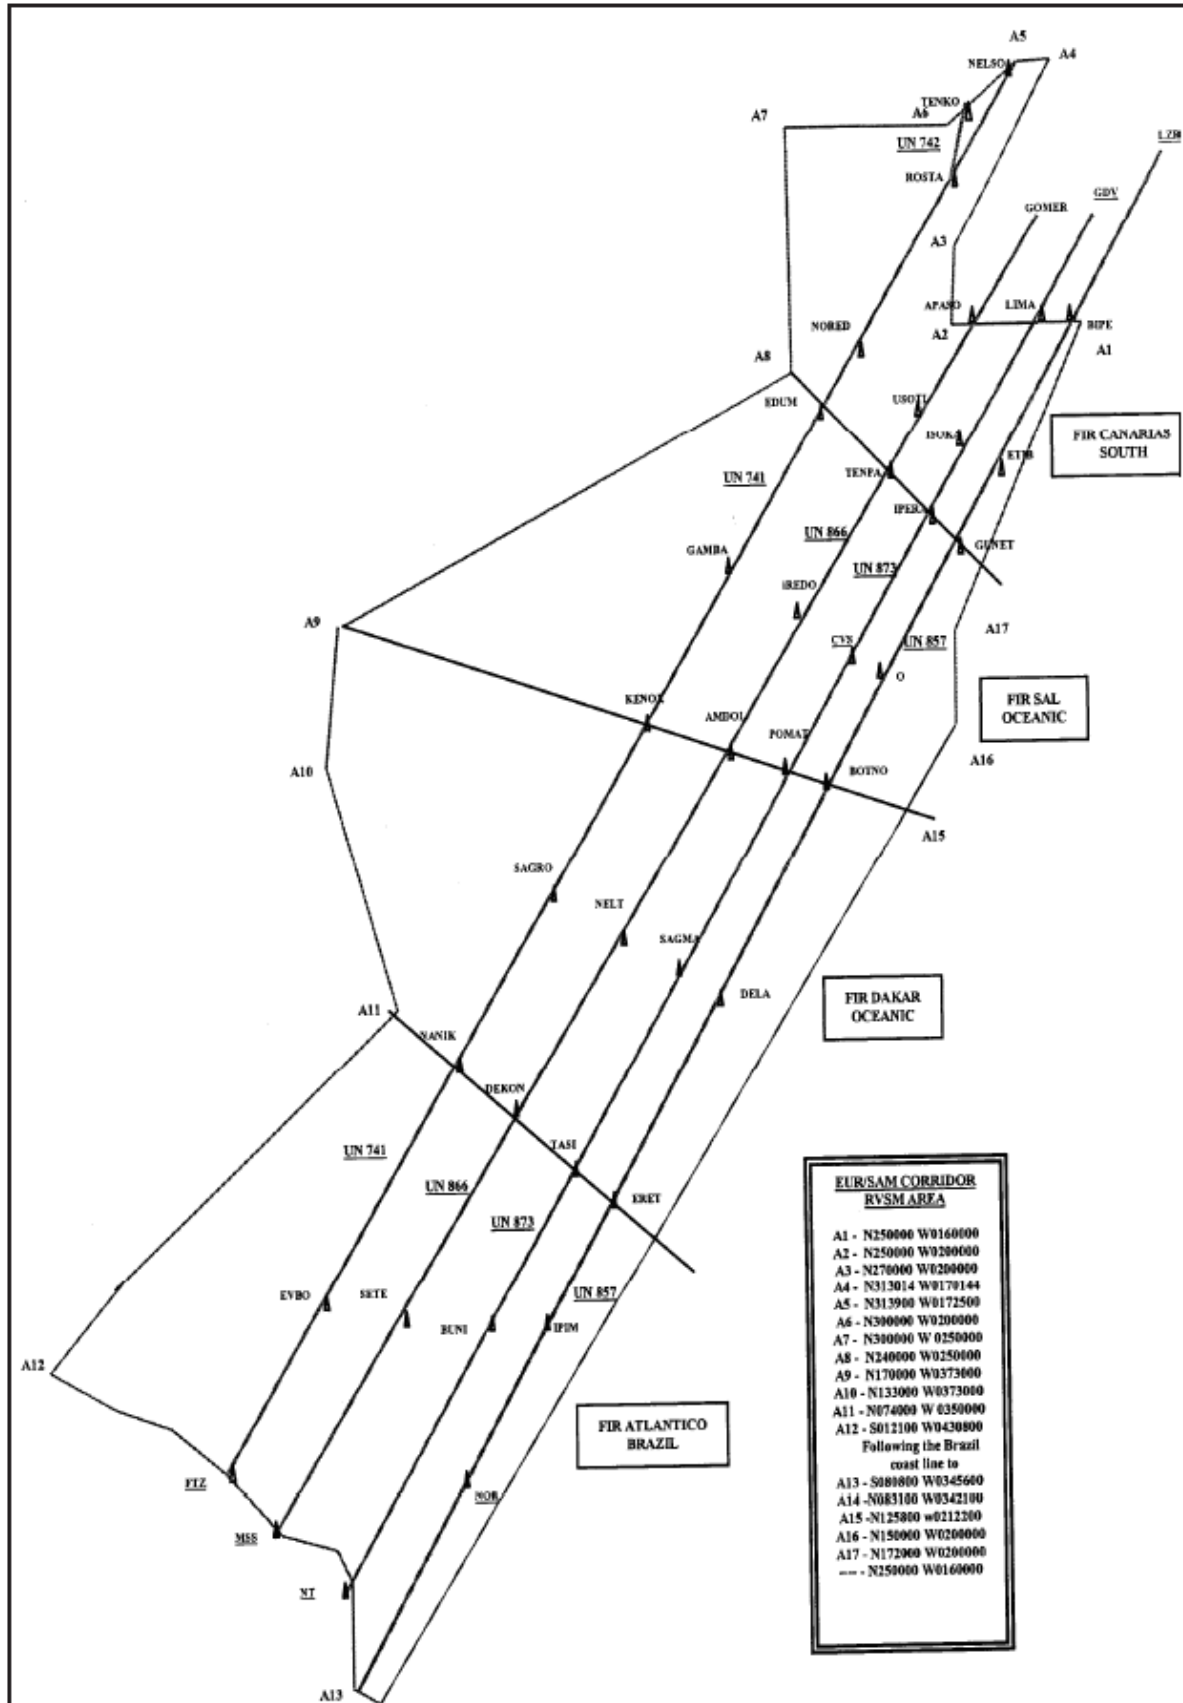 A5
A4
NELSO
TENKO
A6
A7
UN 742
ROSTA
LZR
GDV
GOMER
A3
APASO
LIMA
BIPE
A2
A1
NORED
A8
EDUM
USOTI
ISOKA
FIR CANARIAS
SOUTH
ETIB
TENPA
UN 741
IPERA
UN 866
GUNET
UN 873
GAMBA
IREDO
A9
A17
CVS
UN 857
O
FIR SAL
OCEANIC
KENOX
AMDOL
POMAT
A10
BOTNO
A16
A15
SAGRO
NELT
SAGMA
DELA
FIR DAKAR
OCEANIC
A11
NANIK
DEKON
TASI
UN 741
UN 866
ERET
UN 873
EVBO
SETE
UN 857
BUNI
IPIM
A12
FIR ATLANTICO
BRAZIL
FTZ
NOR
MSS
NT
A13
EUR/SAM CORRIDOR
RVSM AREA
A1 - N250000 W0160000
A2 - N250000 W0200000
A3 - N270000 W0200000
A4 - N313014 W0170144
A5 - N313900 W0172500
A6 - N300000 W0200000
A7 - N300000 W 0250000
A8 - N240000 W0250000
A9 - N170000 W0373000
A10 - N133000 W0373000
A11 - N074000 W 0350000
A12 - S012100 W0430800
Following the Brazil
coast line to
A13 - S080800 W0345600
A14 -N083100 W0342100
A15 -N125800 w0212200
A16 - N150000 W0200000
A17 - N172000 W0200000
---- - N250000 W0160000